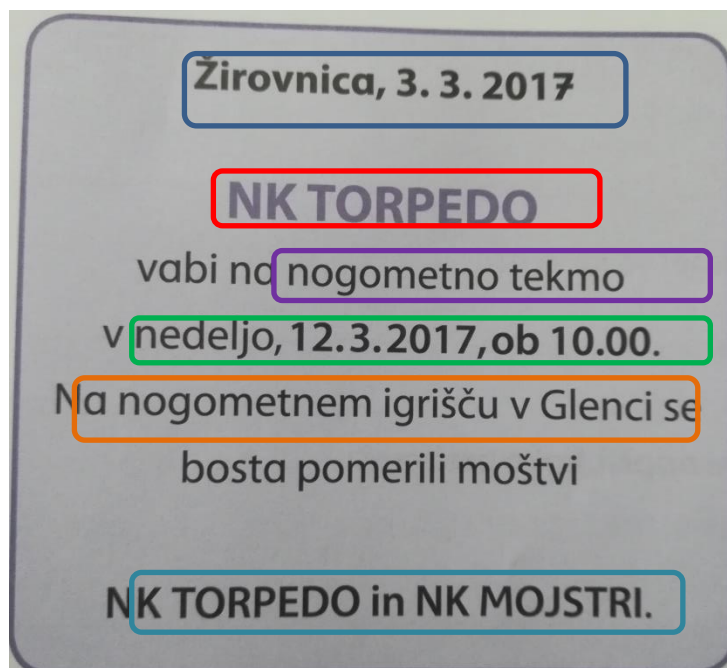 Žirovnica, 3. 3. 2017
NK TORPEDO
vabi na nogometno tekmo
v nedeljo, 12.3.2017, ob 10.00.
Na nogometnem igrišču v Glenci se
bosta pomerili moštvi
NK TORPEDO in NK MOJSTRI.